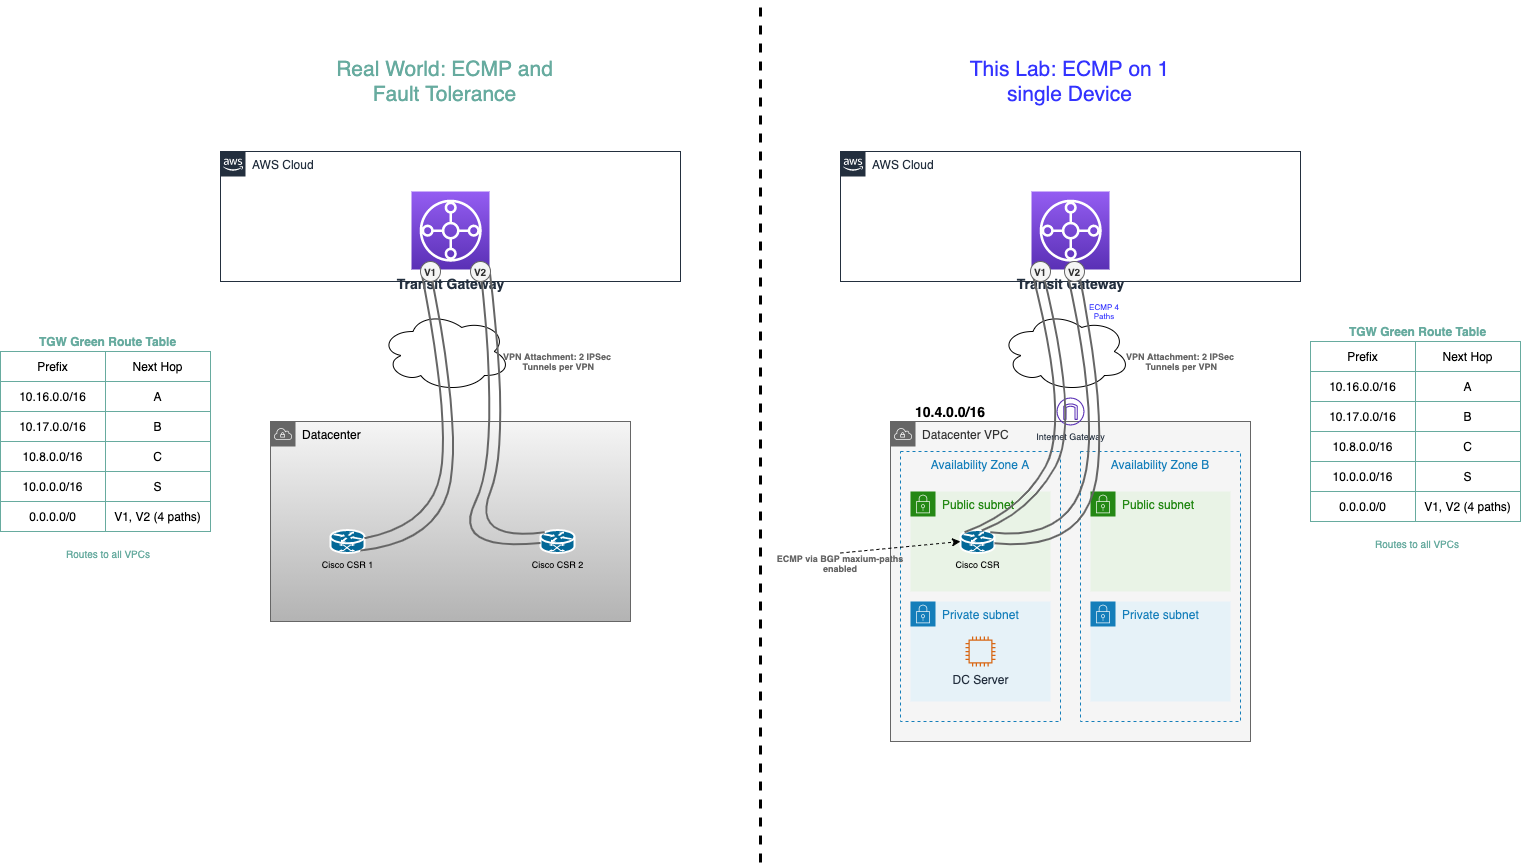 Real World: ECMP and
Fault Tolerance
aws
AWS Cloud
V1
V2
Transit Gateway
VPN Attachment: 2 IPSec
Tunnels per VPN
TGW Green Route Table
Prefix Next Hop
10.16.0.0/16 A
10.17.0.0/16 B
10.8.0.0/16 C
10.0.0.0/16 S
0.0.0.0/0 V1, V2 (4 paths)
Routes to all VPCs
Datacenter
Cisco CSR 1
Cisco CSR 2
This Lab: ECMP on 1
single Device
aws
AWS Cloud
V1
V2
Transit Gateway
ECMP 4
Paths
VPN Attachment: 2 IPSec
Tunnels per VPN
10.4.0.0/16
Internet Gateway
Datacenter VPC
Availability Zone A
Availability Zone B
Public subnet
Public subnet
ECMP via BGP maxium-paths
enabled
Cisco CSR
Private subnet
Private subnet
DC Server
TGW Green Route Table
Prefix Next Hop
10.16.0.0/16 A
10.17.0.0/16 B
10.8.0.0/16 C
10.0.0.0/16 S
0.0.0.0/0 V1, V2 (4 paths)
Routes to all VPCs